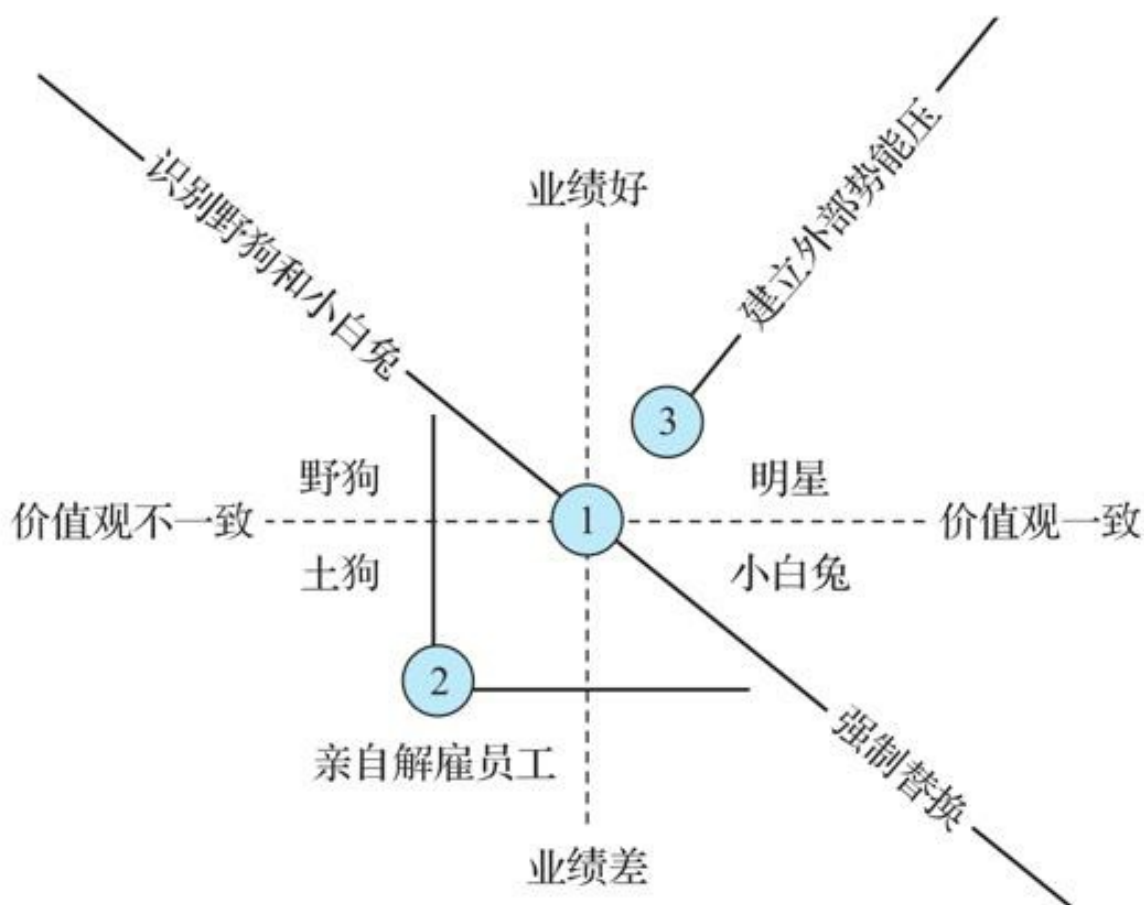 识别野狗和小白兔
业绩好
建立外部势能压
3
野狗
明星
价值观不一致
1
价值观一致
土狗
小白兔
2
亲自解雇员工
强制替换
业绩差